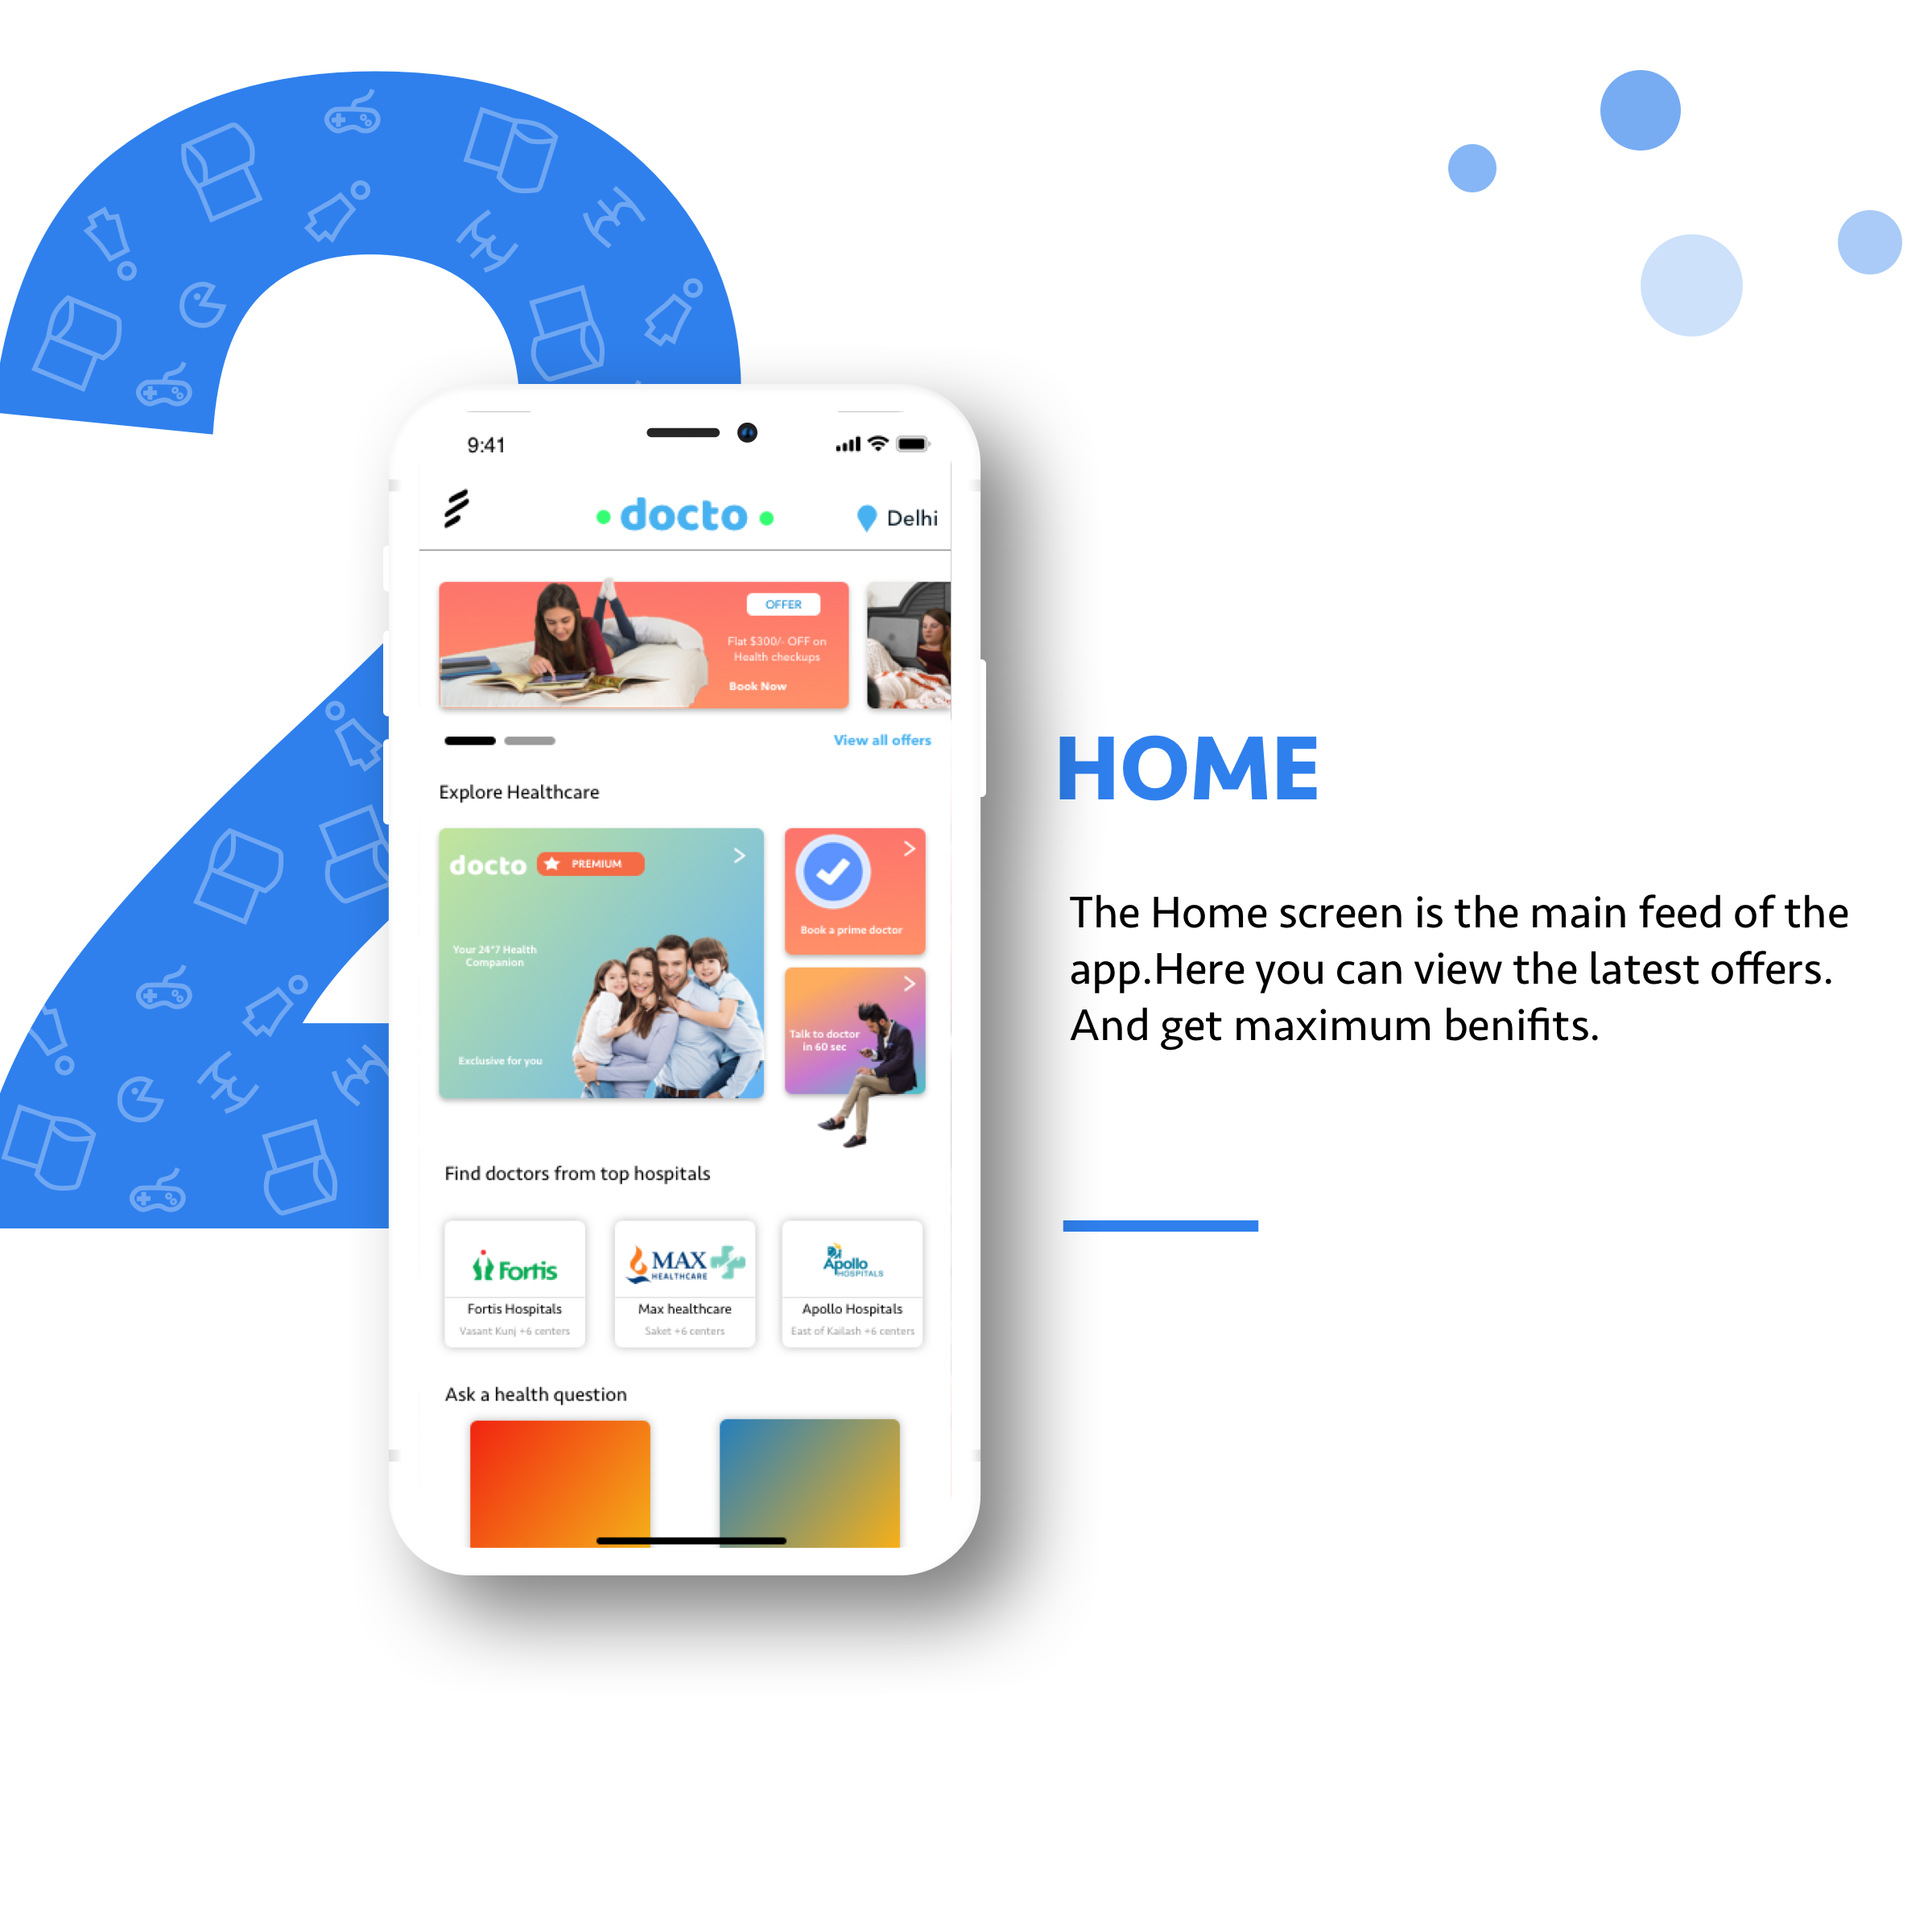 2
9:41
docto
Delhi
OFFER
Flat $300/- OFF on
Health checkups
Book Now
View all offers
Explore Healthcare
docto
PREMIUM
Your 24*7 Health
Companion
Exclusive for you
Book a prime doctor
Talk to doctor
in 60 sec
Find doctors from top hospitals
Fortis
Fortis Hospitals
Vasant Kunj +6 centers
MAX
HEALTHCARE
Max healthcare
Saket +6 centers
Apollo
HOSPITALS
Apollo Hospitals
East of Kailash +6 centers
Ask a health question
HOME
The Home screen is the main feed of the
app.Here you can view the latest offers.
And get maximum benifits.